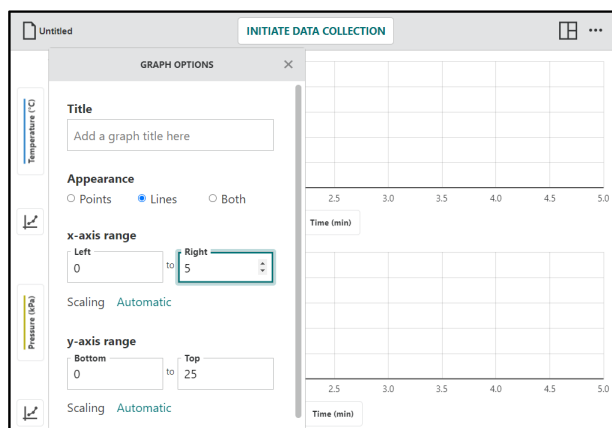 Untitled
INITIATE DATA COLLECTION
GRAPH OPTIONS
Title
Add a graph title here
Appearance
Points Lines Both
x-axis range
Left Right
0 to 5
Scaling Automatic
y-axis range
Bottom Top
0 to 25
Scaling Automatic
Temperature (°C)
2.5 3.0 3.5 4.0 4.5 5.0
Time (min)
Pressure (kPa)
2.5 3.0 3.5 4.0 4.5 5.0
Time (min)